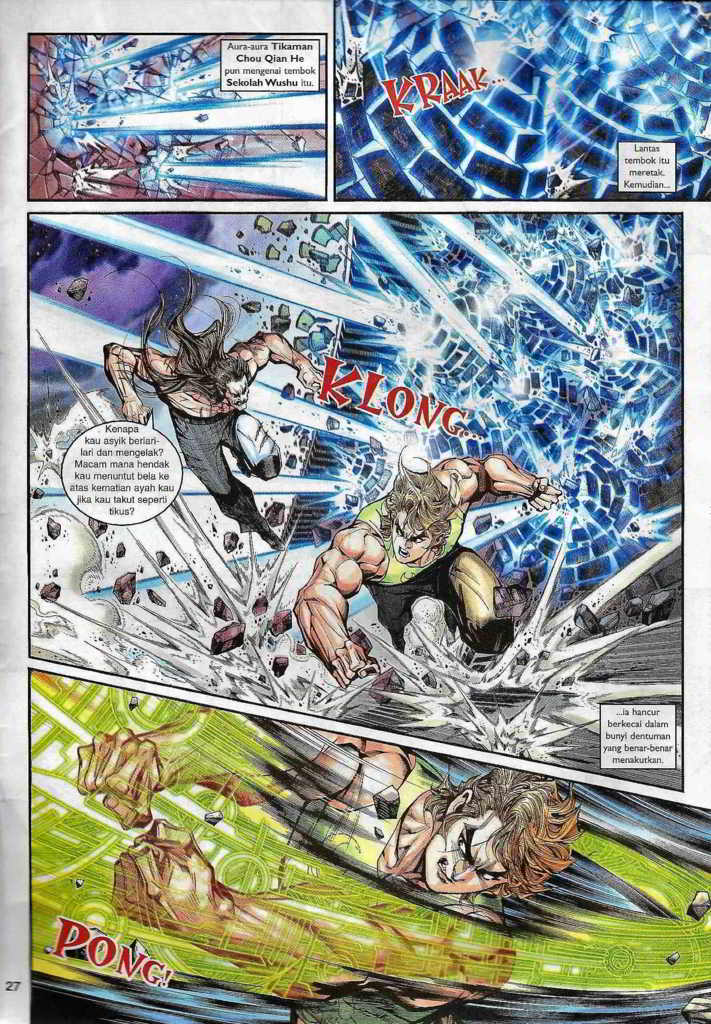 Aura-aura Tikaman
Chou Qian He
pun mengenai tembok
Sekolah Wushu itu.
KRAAK...
Lantas
tembok itu
meretak.
Kemudian...
KLONG...
Kenapa
kau asyik berlari-
lari dan mengelak?
Macam mana hendak
kau menuntut bela ke
atas kematian ayah kau
jika kau takut seperti
tikus?
...ia hancur
berkecai dalam
bunyi dentuman
yang benar-benar
menakutkan.
PONG!
27